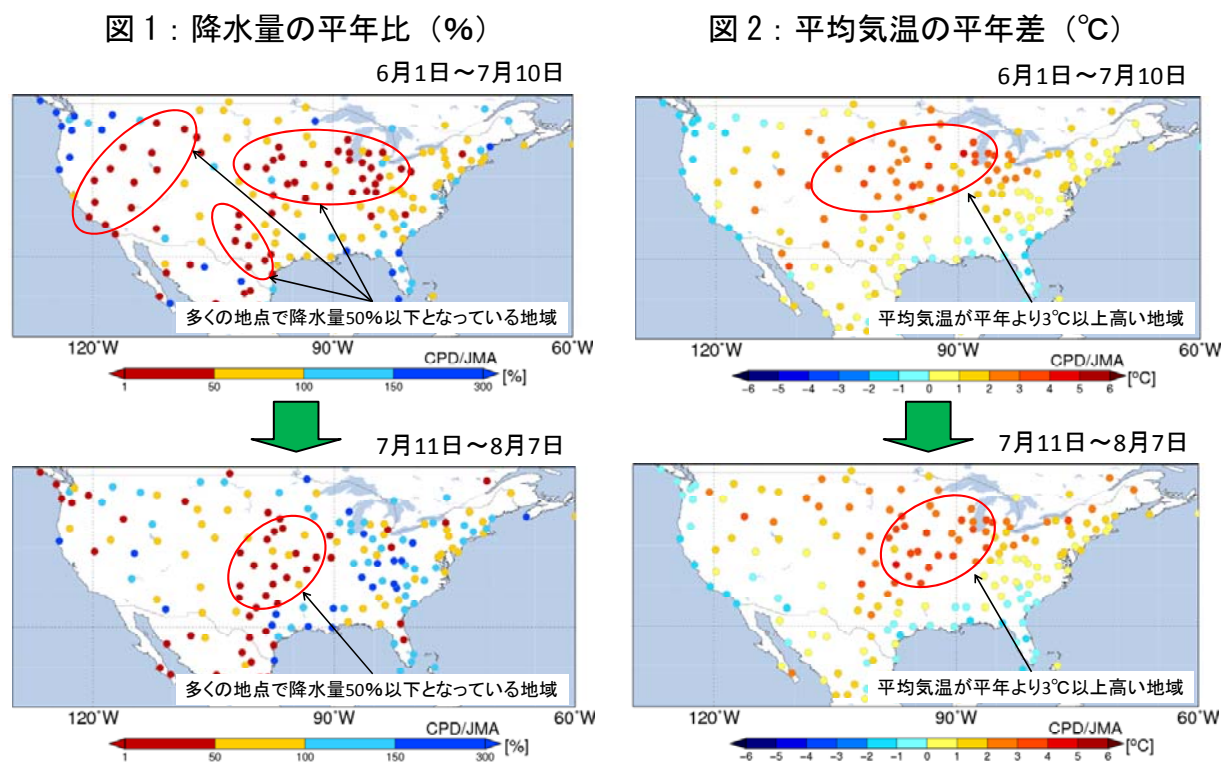 図1：降水量の平年比（%）
6月1日～7月10日
多くの地点で降水量50%以下となっている地域
120°W 90°W 60°W
CPD/JMA
1 50 100 150 300 [%]
7月11日～8月7日
多くの地点で降水量50%以下となっている地域
120°W 90°W 60°W
CPD/JMA
1 50 100 150 300 [%]
図2：平均気温の平年差（℃）
6月1日～7月10日
平均気温が平年より3℃以上高い地域
120°W 90°W 60°W
CPD/JMA
-6 -5 -4 -3 -2 -1 0 1 2 3 4 5 6 [°C]
7月11日～8月7日
平均気温が平年より3℃以上高い地域
120°W 90°W 60°W
CPD/JMA
-6 -5 -4 -3 -2 -1 0 1 2 3 4 5 6 [°C]